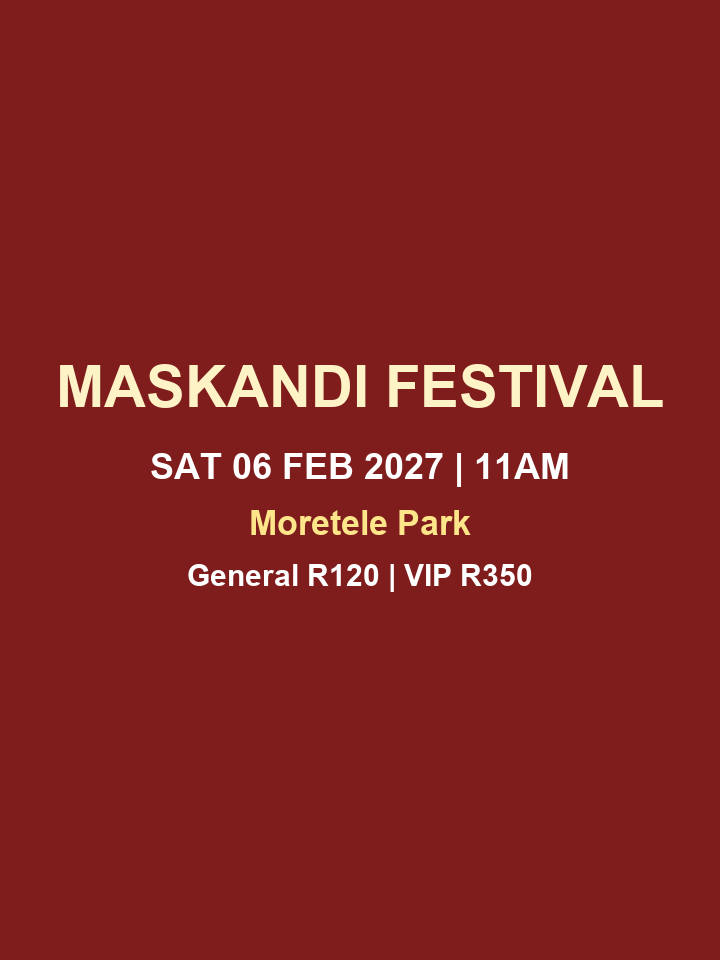 MASKANDI FESTIVAL
SAT 06 FEB 2027 | 11AM
Moretele Park
General R120 | VIP R350